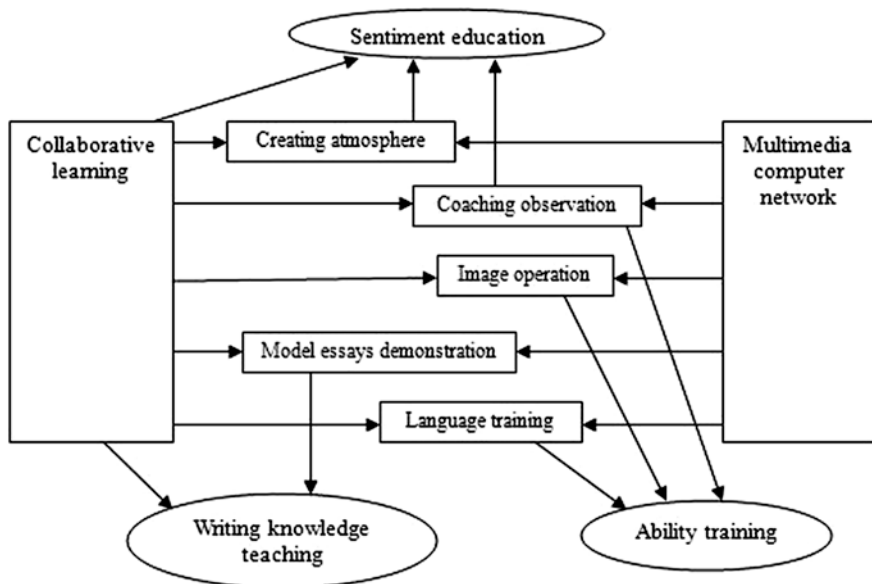 Sentiment education
Collaborative
learning
Creating atmosphere
Multimedia
computer
network
Coaching observation
Image operation
Model essays demonstration
Language training
Writing knowledge
teaching
Ability training